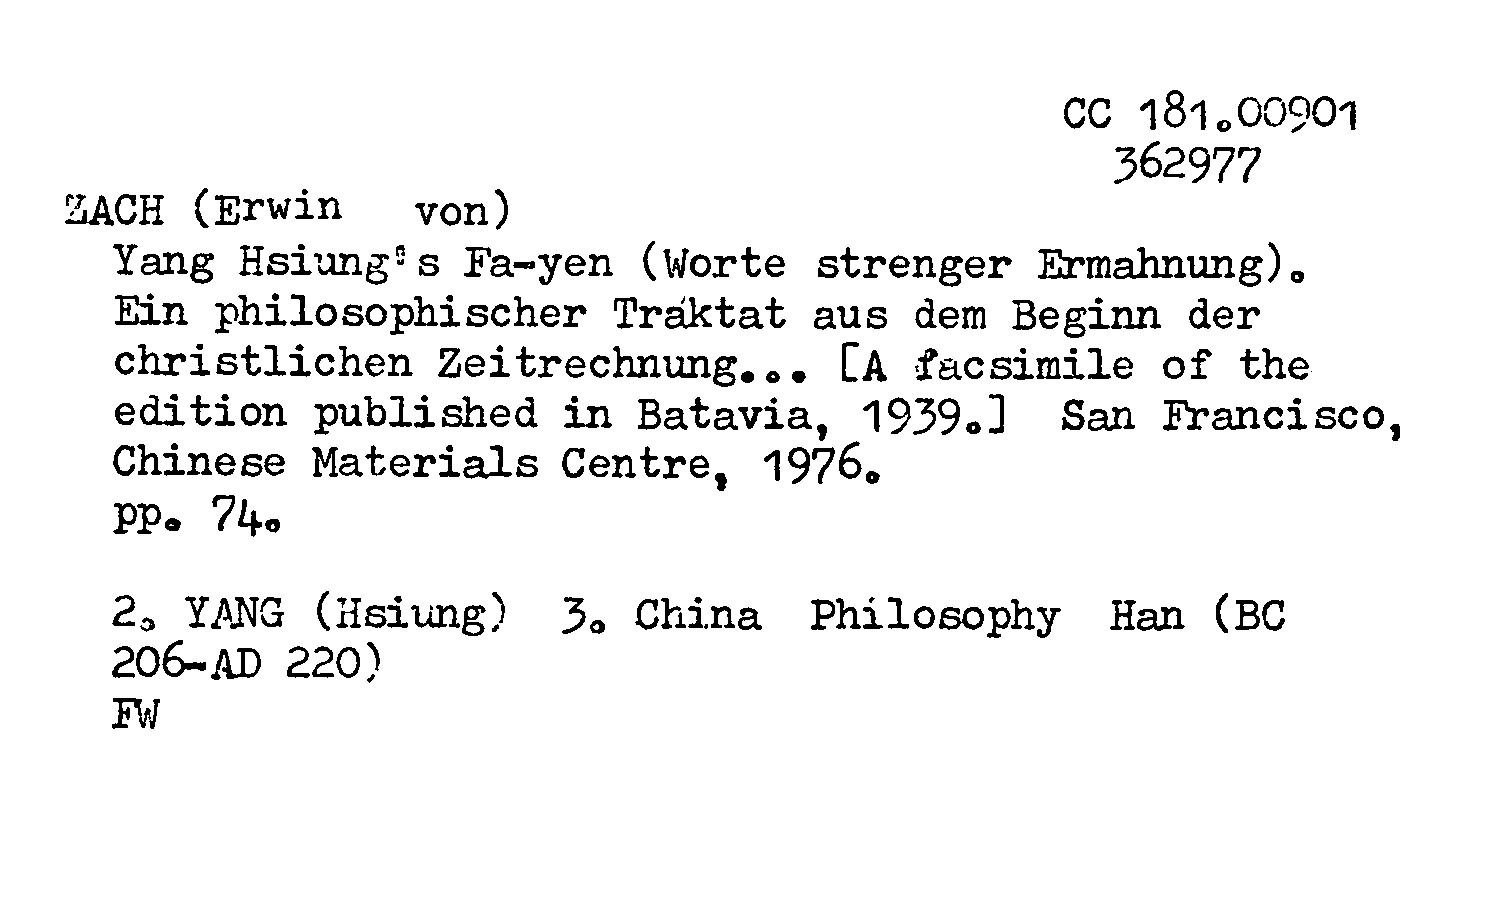 CC 181.00901
362977
ZACH (Erwin von)
Yang Hsiung's Fa-yen (Worte strenger Ermahnung).
Ein philosophischer Traktat aus dem Beginn der
christlichen Zeitrechnung... [A facsimile of the
edition published in Batavia, 1939.] San Francisco,
Chinese Materials Centre, 1976.
pp. 74.
2. YANG (Hsiung) 3. China Philosophy Han (BC
206-AD 220)
FW